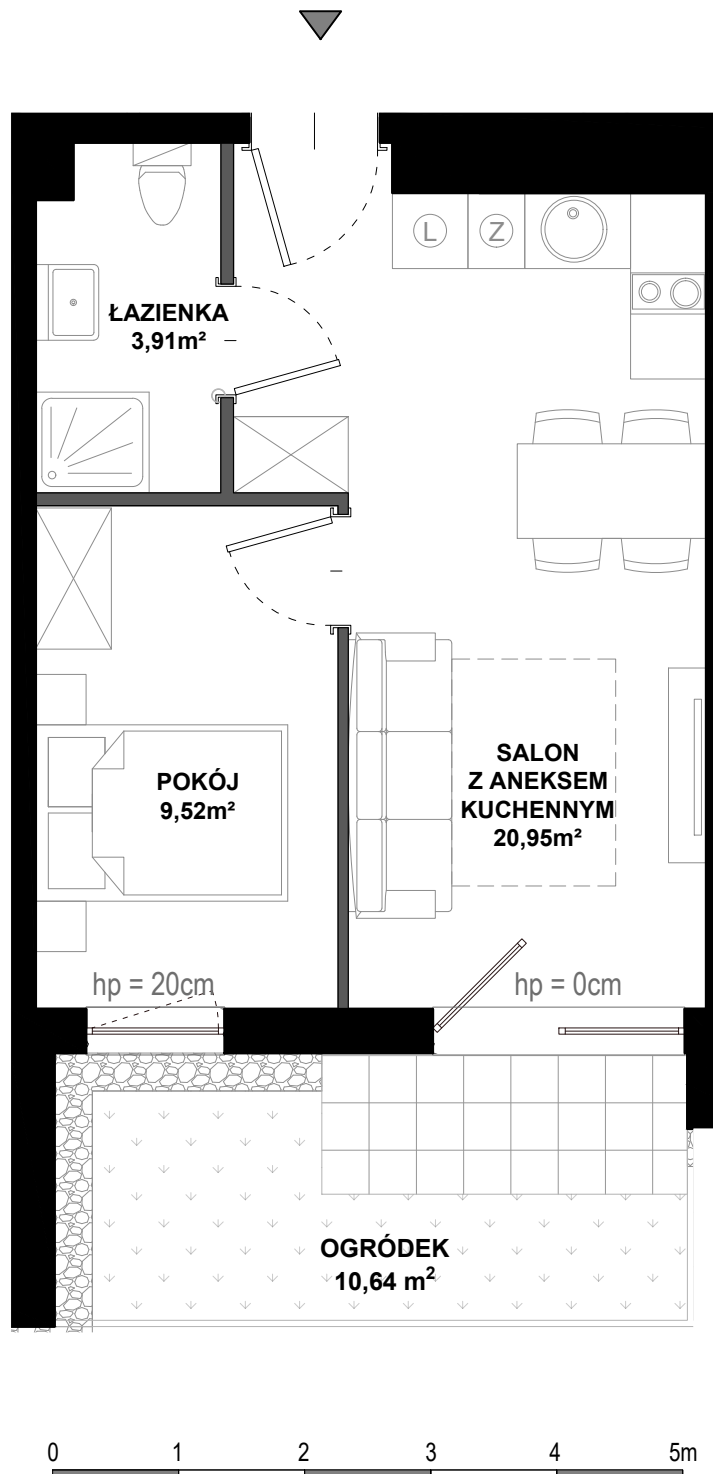 L
Z
ŁAZIENKA
3,91m²
POKÓJ
9,52m²
SALON
Z ANEKSEM
KUCHENNYM
20,95m²
hp = 20cm
hp = 0cm
OGRÓDEK
10,64 m²
0 1 2 3 4 5m